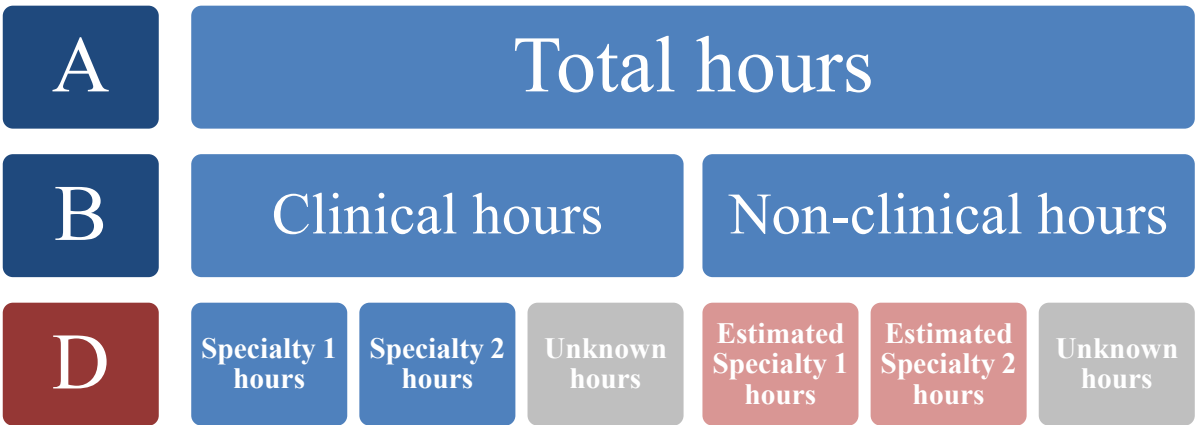 A
Total hours
B
Clinical hours
Non-clinical hours
D
Specialty 1
hours
Specialty 2
hours
Unknown
hours
Estimated
Specialty 1
hours
Estimated
Specialty 2
hours
Unknown
hours